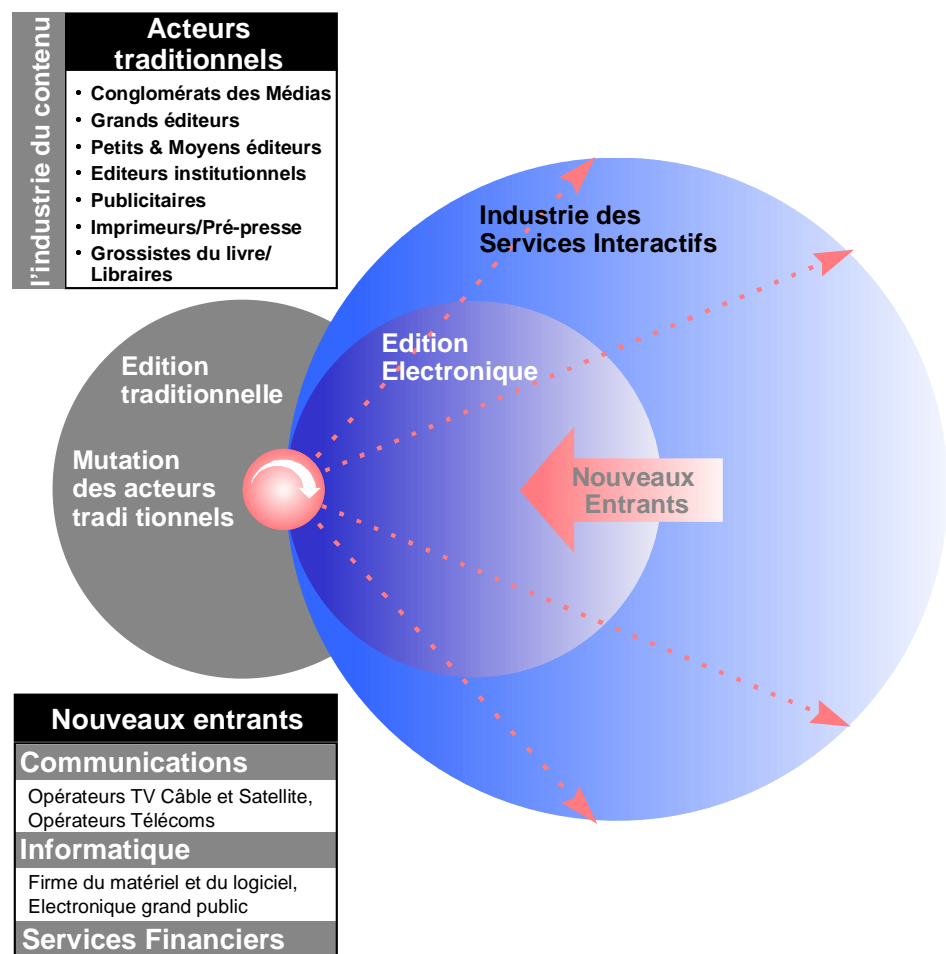 l'industrie du contenu
Acteurs
traditionnels
· Conglomérats des Médias
· Grands éditeurs
· Petits & Moyens éditeurs
· Editeurs institutionnels
· Publicitaires
· Imprimeurs/Pré-presse
· Grossistes du livre/
Libraires
Industrie des
Services Interactifs
Edition
Electronique
Edition
traditionnelle
Mutation
des acteurs
tradi tionnels
Nouveaux
Entrants
Nouveaux entrants
Communications
Opérateurs TV Câble et Satellite,
Opérateurs Télécoms
Informatique
Firme du matériel et du logiciel,
Electronique grand public
Services Financiers